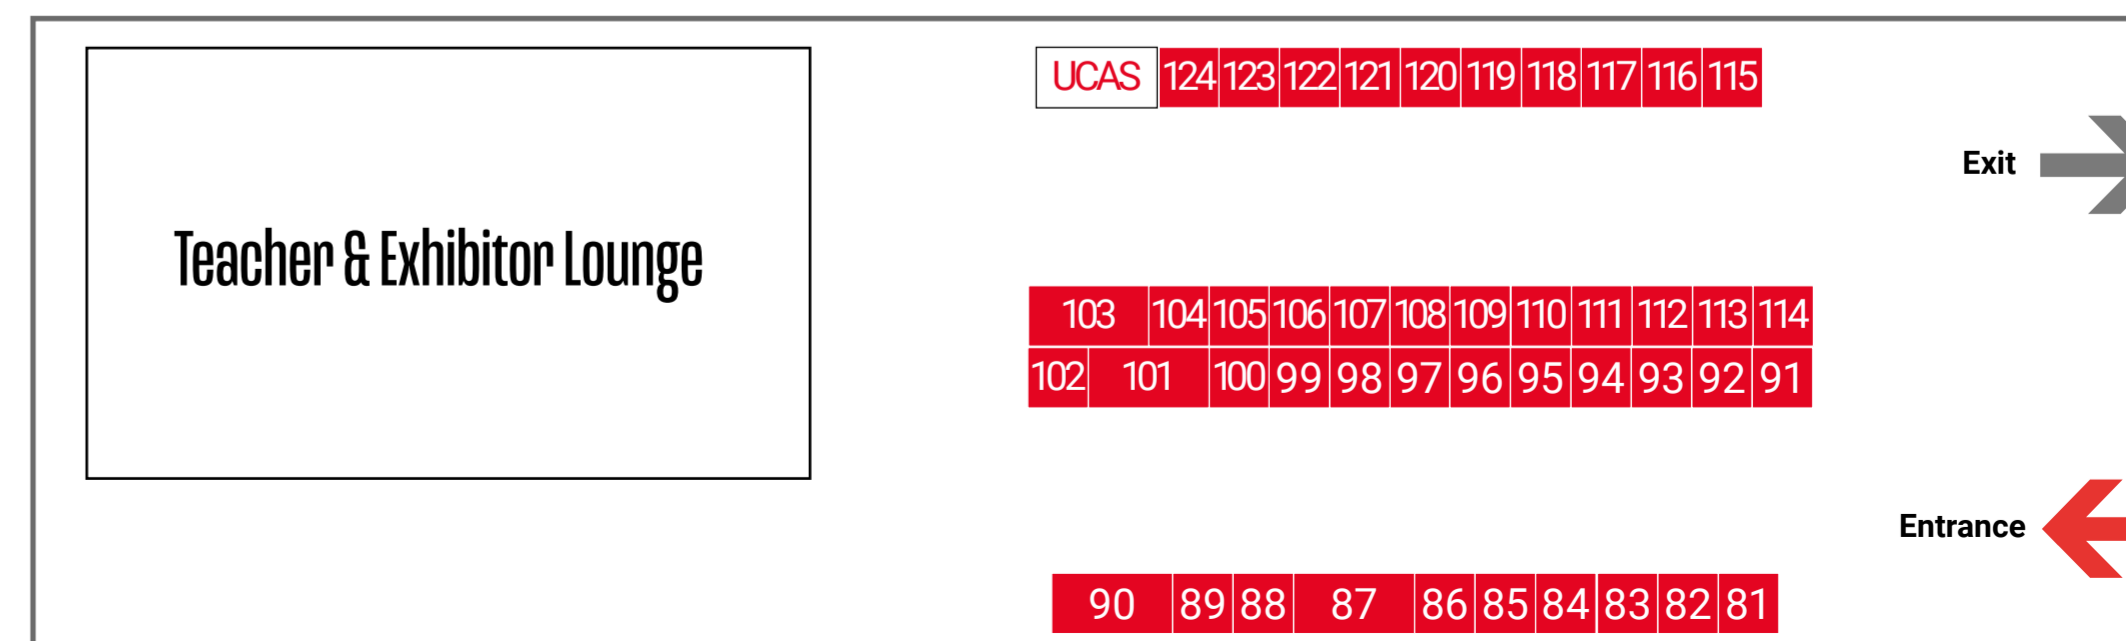 UCAS 124 123 122 121 120 119 118 117 116 115
Exit
Teacher & Exhibitor Lounge
103 104 105 106 107 108 109 110 111 112 113 114
102 101 100 99 98 97 96 95 94 93 92 91
Entrance
90 89 88 87 86 85 84 83 82 81